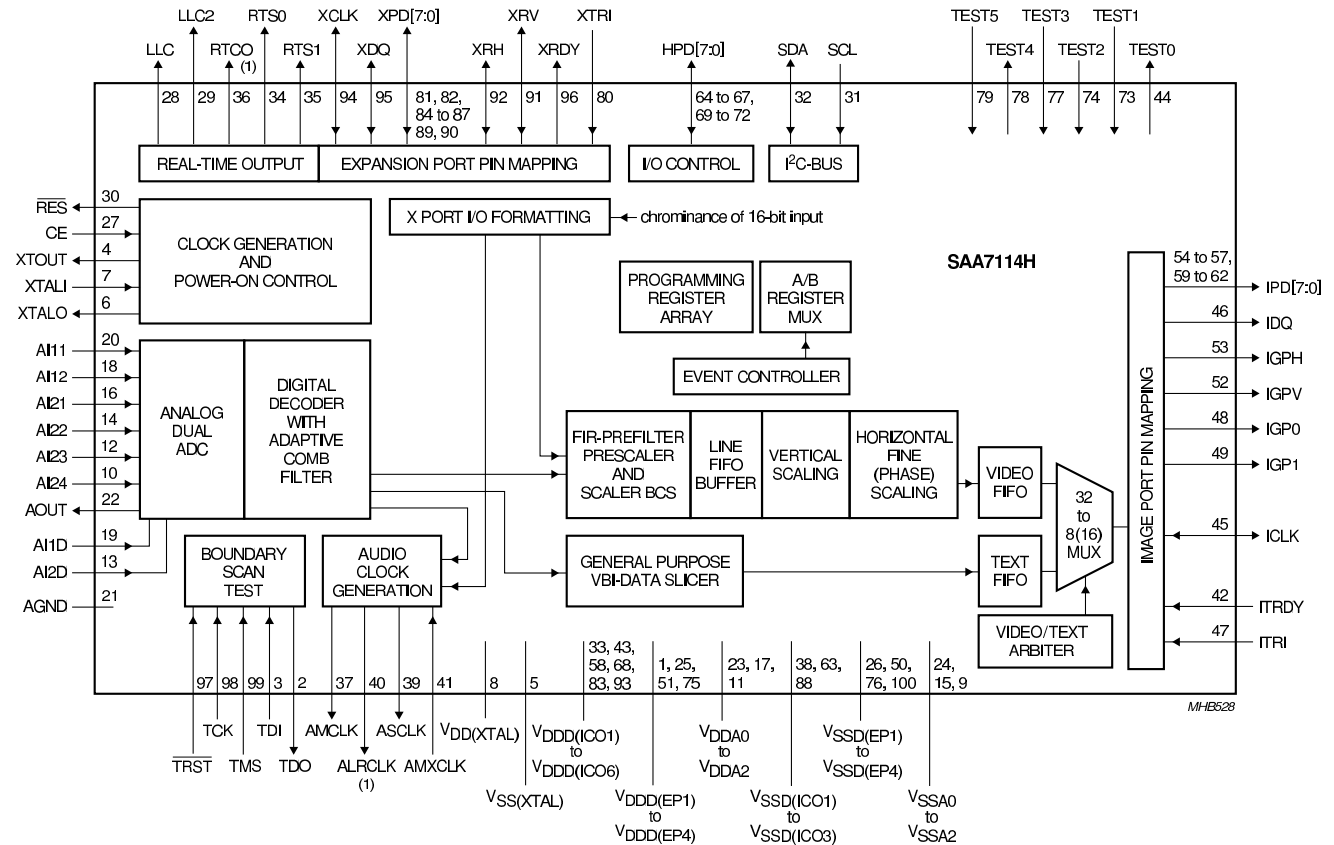 LLC2 RTS0 XCLK XPD[7:0] XRV XTRI TEST5 TEST3 TEST1
LLC RTCO RTS1 XDQ XRH XRDY HPD[7:0] SDA SCL TEST4 TEST2 TEST0
(1)
28 29 36 34 35 94 95 81, 82, 92 91 96 80 64 to 67, 32 31 79 78 77 74 73 44
84 to 87 69 to 72
89, 90
REAL-TIME OUTPUT EXPANSION PORT PIN MAPPING I/O CONTROL I²C-BUS
RES 30
CE 27
XTOUT 4
XTALI 7
XTALO 6
CLOCK GENERATION
AND
POWER-ON CONTROL
X PORT I/O FORMATTING chrominance of 16-bit input
SAA7114H
PROGRAMMING
REGISTER
ARRAY
A/B
REGISTER
MUX
EVENT CONTROLLER
AI11 20
AI12 18
AI21 16
AI22 14
AI23 12
AI24 10
AOUT 22
AI1D 19
AI2D 13
AGND 21
ANALOG
DUAL
ADC
DIGITAL
DECODER
WITH
ADAPTIVE
COMB
FILTER
FIR-PREFILTER
PRESCALER
AND
SCALER BCS
LINE
FIFO
BUFFER
VERTICAL
SCALING
HORIZONTAL
FINE
(PHASE)
SCALING
VIDEO
FIFO
32
to
8(16)
MUX
IMAGE PORT PIN MAPPING
54 to 57,
59 to 62 IPD[7:0]
46 IDQ
53 IGPH
52 IGPV
48 IGP0
49 IGP1
45 ICLK
42 ITRDY
47 ITRI
BOUNDARY
SCAN
TEST
AUDIO
CLOCK
GENERATION
GENERAL PURPOSE
VBI-DATA SLICER
TEXT
FIFO
VIDEO/TEXT
ARBITER
97 98 99 3 2 37 40 39 41 8 5
33, 43,
58, 68,
83, 93
1, 25,
51, 75
23, 17,
11
38, 63,
88
26, 50,
76, 100
24,
15, 9
MHB528
TCK TDI AMCLK ASCLK
TRST TMS TDO ALRCLK AMXCLK
(1)
VDD(XTAL)
VSS(XTAL)
VDDD(ICO1)
to
VDDD(ICO6)
VDDD(EP1)
to
VDDD(EP4)
VDDA0
to
VDDA2
VSSD(ICO1)
to
VSSD(ICO3)
VSSD(EP1)
to
VSSD(EP4)
VSSA0
to
VSSA2